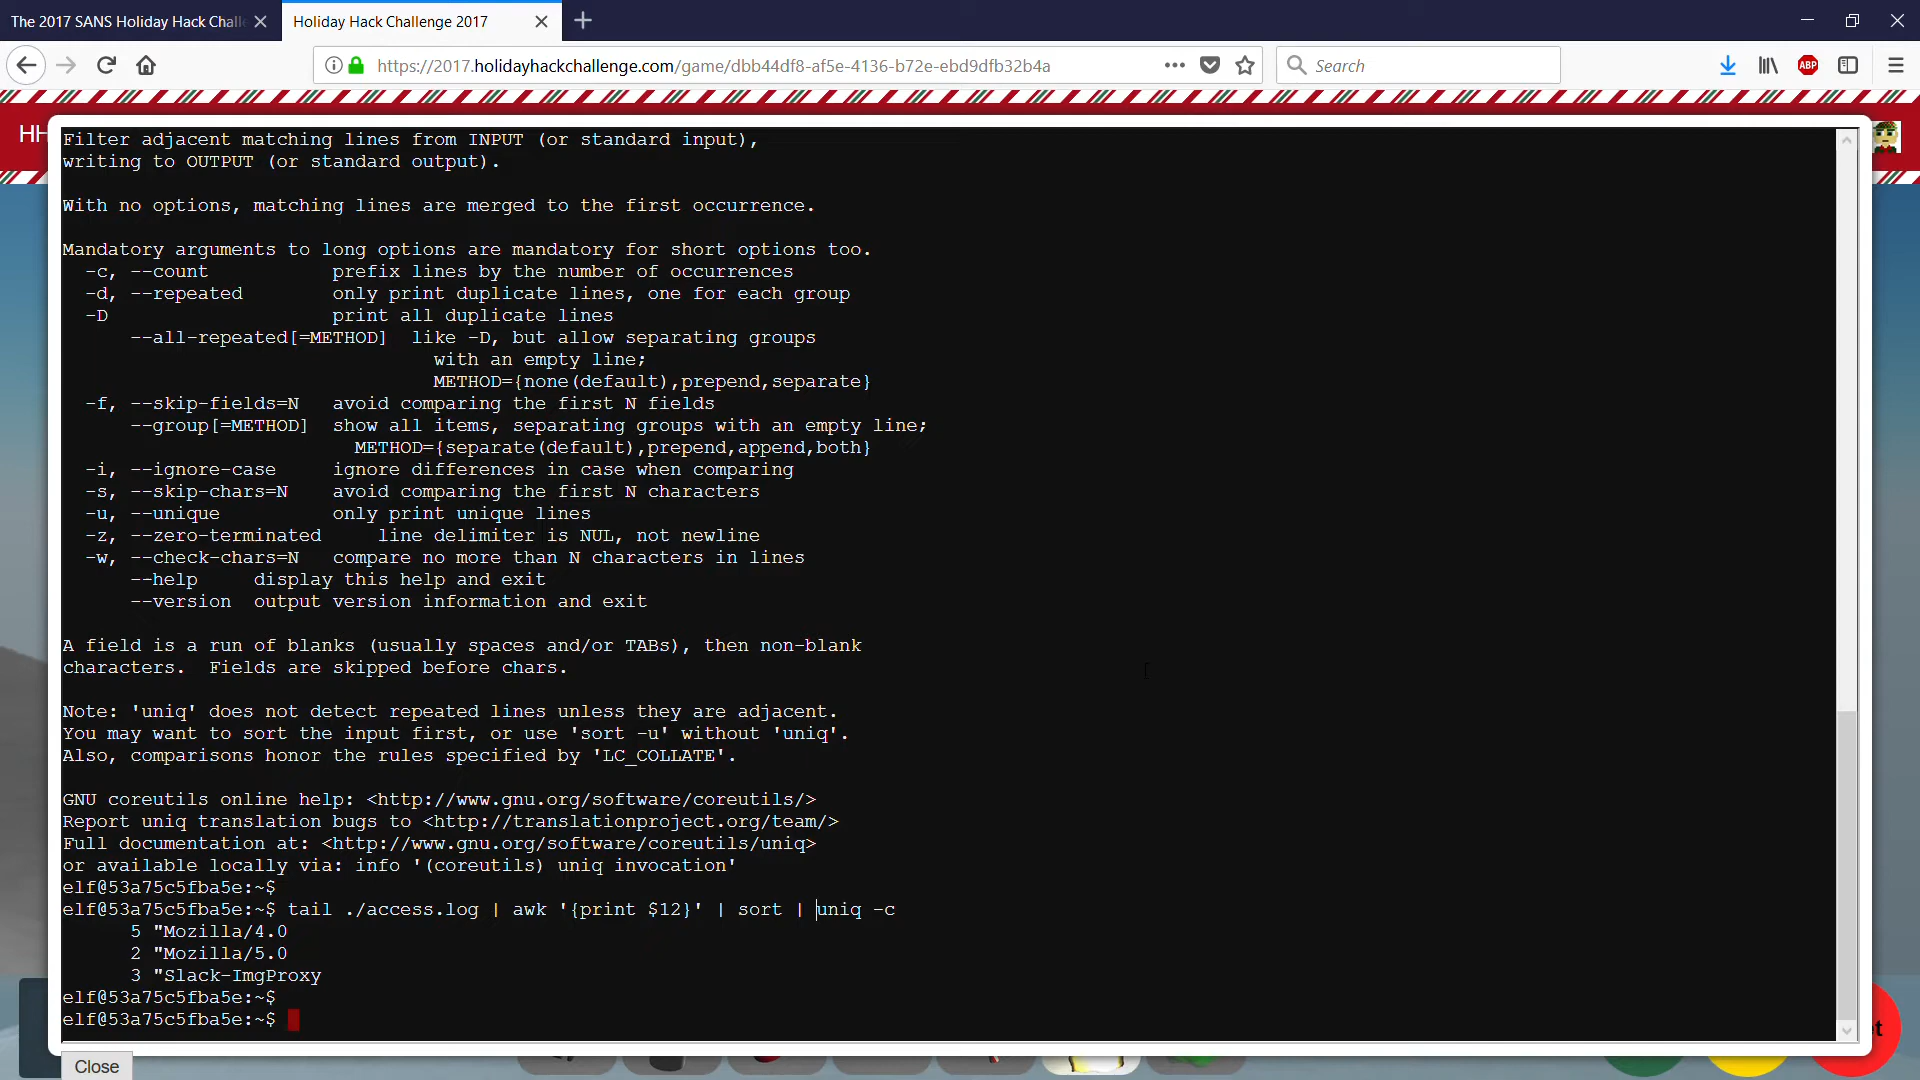 The 2017 SANS Holiday Hack Chall
Holiday Hack Challenge 2017
https://2017.holidayhackchallenge.com/game/dbb44df8-af5e-4136-b72e-ebd9dfb32b4a
Search
ABP
HH
Filter adjacent matching lines from INPUT (or standard input),
writing to OUTPUT (or standard output).
With no options, matching lines are merged to the first occurrence.
Mandatory arguments to long options are mandatory for short options too.
-c, --count           prefix lines by the number of occurrences
-d, --repeated        only print duplicate lines, one for each group
-D                    print all duplicate lines
--all-repeated[=METHOD]  like -D, but allow separating groups
with an empty line;
METHOD={none(default),prepend,separate}
-f, --skip-fields=N   avoid comparing the first N fields
--group[=METHOD]  show all items, separating groups with an empty line;
METHOD={separate(default),prepend,append,both}
-i, --ignore-case     ignore differences in case when comparing
-s, --skip-chars=N    avoid comparing the first N characters
-u, --unique          only print unique lines
-z, --zero-terminated     line delimiter is NUL, not newline
-w, --check-chars=N   compare no more than N characters in lines
--help     display this help and exit
--version  output version information and exit
A field is a run of blanks (usually spaces and/or TABs), then non-blank
characters.  Fields are skipped before chars.
Note: 'uniq' does not detect repeated lines unless they are adjacent.
You may want to sort the input first, or use 'sort -u' without 'uniq'.
Also, comparisons honor the rules specified by 'LC_COLLATE'.
GNU coreutils online help: <http://www.gnu.org/software/coreutils/>
Report uniq translation bugs to <http://translationproject.org/team/>
Full documentation at: <http://www.gnu.org/software/coreutils/uniq>
or available locally via: info '(coreutils) uniq invocation'
elf@53a75c5fba5e:~$
elf@53a75c5fba5e:~$ tail ./access.log | awk '{print $12}' | sort | uniq -c
5 "Mozilla/4.0
2 "Mozilla/5.0
3 "Slack-ImgProxy
elf@53a75c5fba5e:~$
elf@53a75c5fba5e:~$
Close